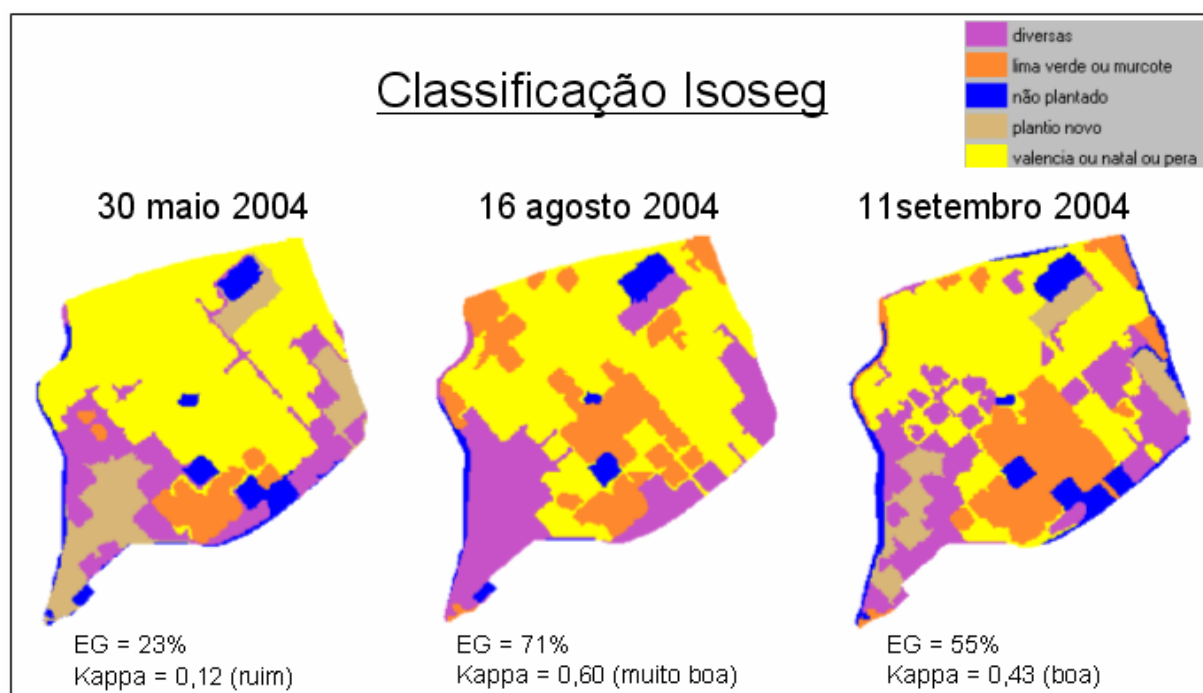 Classificação Isoseg
diversas
lima verde ou murcote
não plantado
plantio novo
valencia ou natal ou pera
30 maio 2004
16 agosto 2004
11setembro 2004
EG = 23%
Kappa = 0,12 (ruim)
EG = 71%
Kappa = 0,60 (muito boa)
EG = 55%
Kappa = 0,43 (boa)